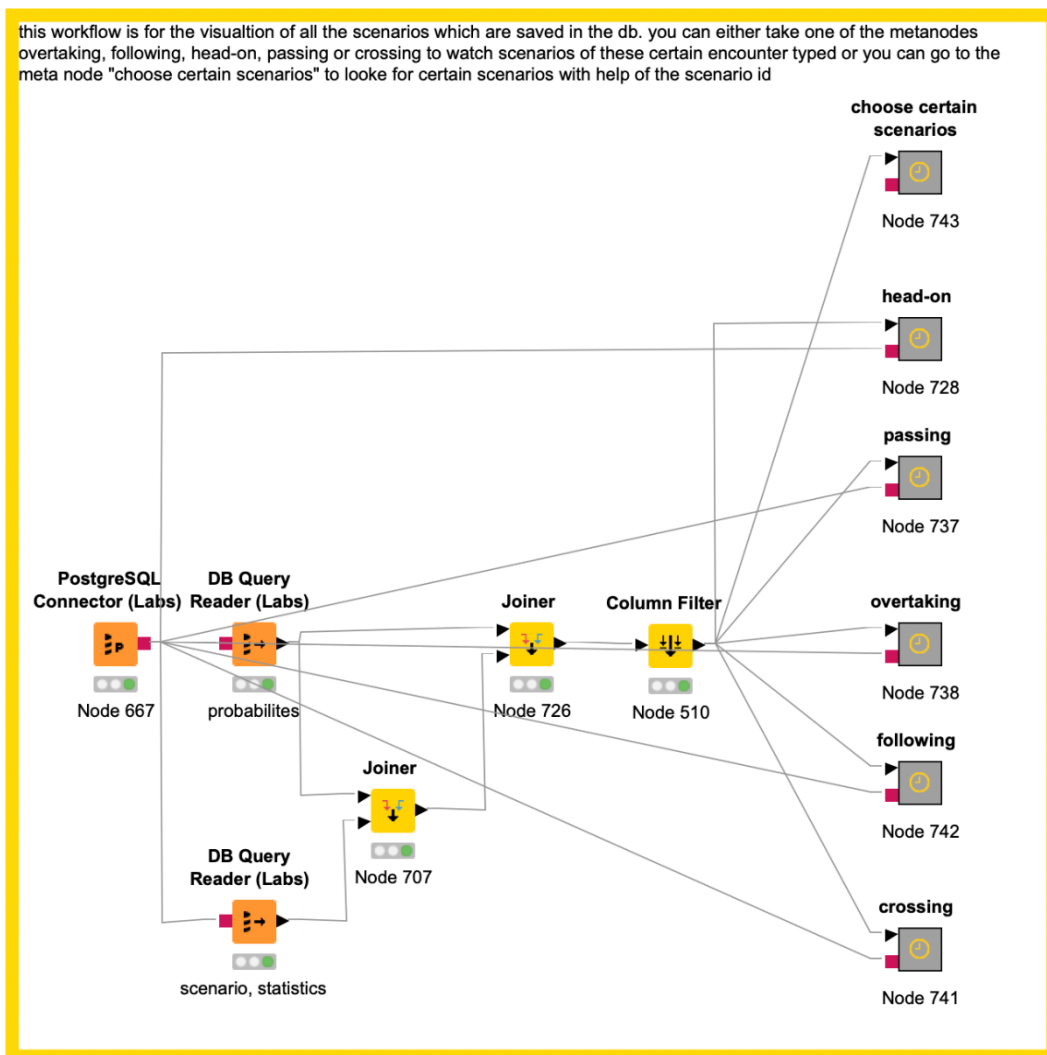 this workflow is for the visualtion of all the scenarios which are saved in the db. you can either take one of the metanodes
overtaking, following, head-on, passing or crossing to watch scenarios of these certain encounter typed or you can go to the
meta node "choose certain scenarios" to looke for certain scenarios with help of the scenario id
choose certain
scenarios
Node 743
head-on
Node 728
passing
Node 737
PostgreSQL
Connector (Labs)
Node 667
DB Query
Reader (Labs)
probabilites
Joiner
Node 726
Column Filter
Node 510
overtaking
Node 738
following
Node 742
Joiner
Node 707
DB Query
Reader (Labs)
scenario, statistics
crossing
Node 741